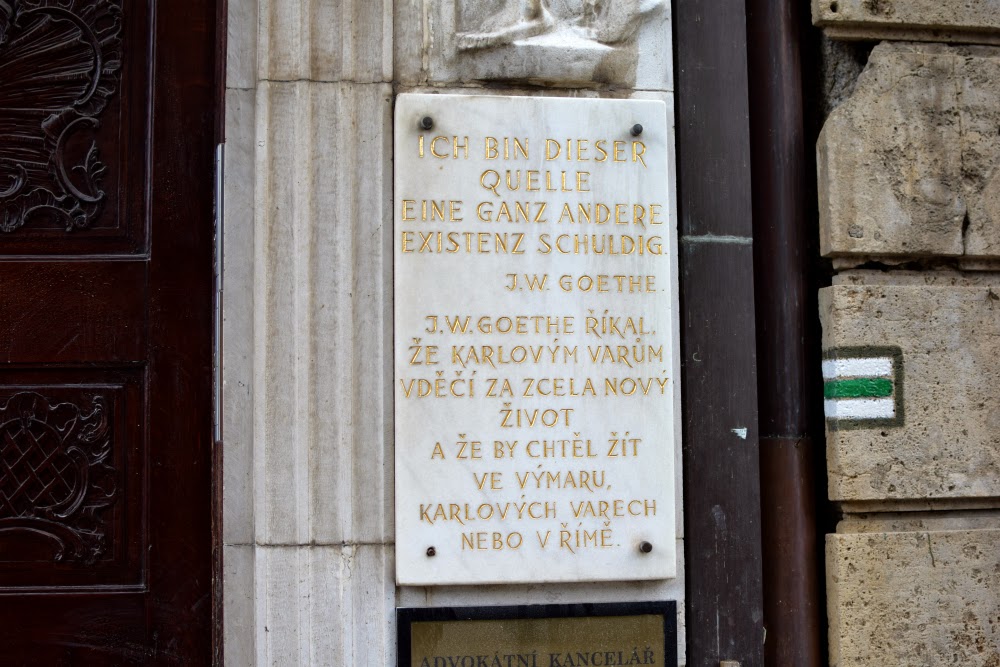 ICH BIN DIESER
QUELLE
EINE GANZ ANDERE
EXISTENZ SCHULDIG.
J.W. GOETHE.
J.W. GOETHE ŘÍKAL,
ŽE KARLOVÝM VARŮM
VDĚČÍ ZA ZCELA NOVÝ
ŽIVOT
A ŽE BY CHTĚL ŽÍT
VE VÝMARU,
KARLOVÝCH VARECH
NEBO V ŘÍMĚ.
ADVOKÁTNÍ KANCELÁŘ